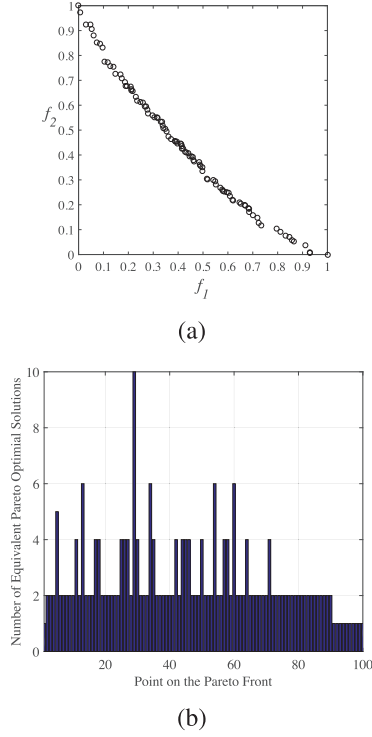 1
0.9
0.8
0.7
0.6
0.5
0.4
0.3
0.2
0.1
0
f2
0 0.1 0.2 0.3 0.4 0.5 0.6 0.7 0.8 0.9 1
f1
(a)
10
8
6
4
2
0
Number of Equivalent Pareto Optimial Solutions
20 40 60 80 100
Point on the Pareto Front
(b)